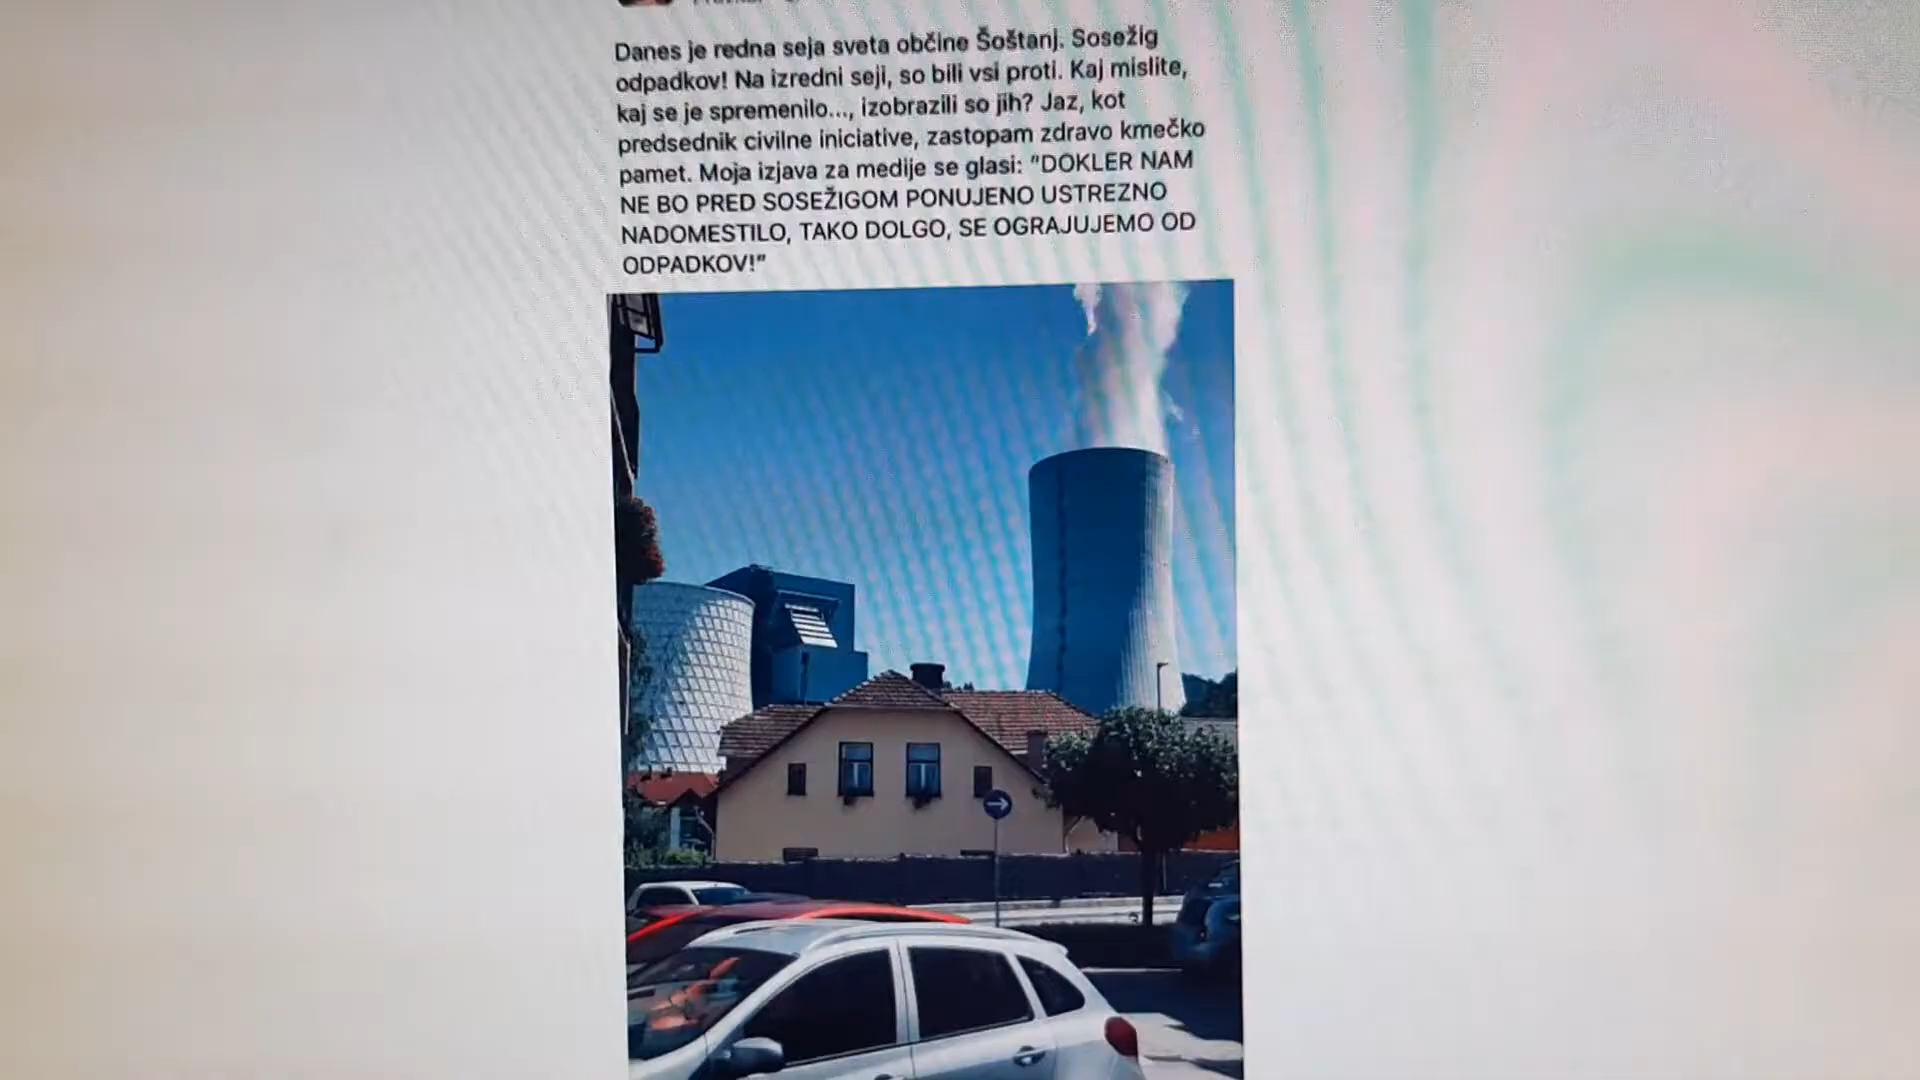 Danes je redna seja sveta občine Šoštanj. Sosežig
odpadkov! Na izredni seji, so bili vsi proti. Kaj mislite,
kaj se je spremenilo..., izobrazili so jih? Jaz, kot
predsednik civilne iniciative, zastopam zdravo kmečko
pamet. Moja izjava za medije se glasi: "DOKLER NAM
NE BO PRED SOSEŽIGOM PONUJENO USTREZNO
NADOMESTILO, TAKO DOLGO, SE OGRAJUJEMO OD
ODPADKOV!"